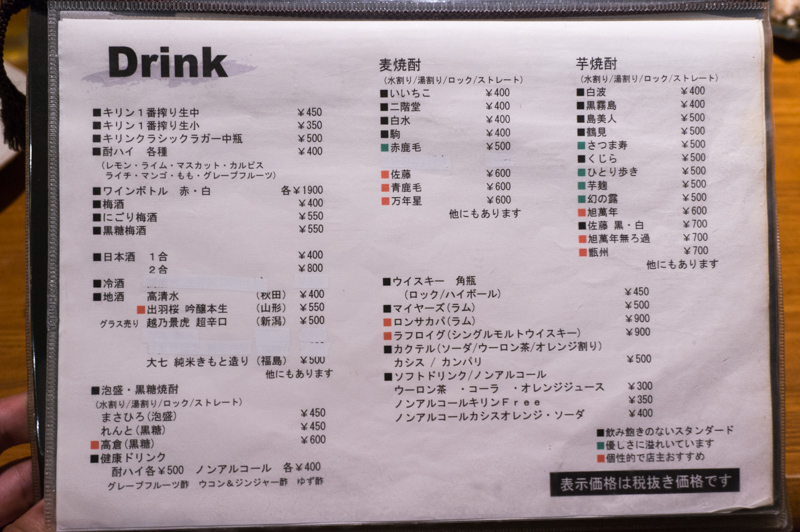 Drink
■キリン1番搾り生中 ¥450
■キリン1番搾り生小 ¥350
■キリンクラシックラガー中瓶 ¥500
■酎ハイ 各種 ¥400
(レモン・ライム・マスカット・カルピス
ライチ・マンゴ・もも・グレープフルーツ)
■ワインボトル 赤・白 各¥1900
■梅酒 ¥400
■にごり梅酒 ¥550
■黒糖梅酒 ¥550
■日本酒 1合 ¥400
2合 ¥800
■冷酒
■地酒 高清水 (秋田) ¥400
■出羽桜 吟醸本生 (山形) ¥550
グラス売り 越乃景虎 超辛口 (新潟) ¥500
大七 純米きもと造り (福島) ¥500
他にもあります
■泡盛・黒糖焼酎
(水割り/湯割り/ロック/ストレート)
まさひろ(泡盛) ¥450
れんと(黒糖) ¥450
■高倉(黒糖) ¥600
■健康ドリンク
酎ハイ各¥500 ノンアルコール 各¥400
グレープフルーツ酢 ウコン&ジンジャー酢 ゆず酢
麦焼酎
(水割り/湯割り/ロック/ストレート)
■いいちこ ¥400
■二階堂 ¥400
■白水 ¥400
■駒 ¥400
■赤鹿毛 ¥500
■佐藤 ¥600
■青鹿毛 ¥600
■万年星 ¥600
他にもあります
芋焼酎
(水割り/湯割り/ロック/ストレート)
■白波 ¥400
■黒霧島 ¥400
■島美人 ¥500
■鶴見 ¥500
■さつま寿 ¥500
■くじら ¥500
■ひとり歩き ¥500
■芋麹 ¥500
■幻の露 ¥500
■旭萬年 ¥600
■佐藤 黒・白 ¥700
■旭萬年無ろ過 ¥700
■甑州 ¥700
他にもあります
■ウイスキー 角瓶
(ロック/ハイボール) ¥450
■マイヤーズ(ラム) ¥500
■ロンサカパ(ラム) ¥900
■ラフロイグ(シングルモルトウイスキー) ¥900
■カクテル(ソーダ/ウーロン茶/オレンジ割り)
カシス / カンパリ ¥500
■ソフトドリンク/ノンアルコール
ウーロン茶 ・コーラ ・オレンジジュース ¥300
ノンアルコールキリンFree ¥350
ノンアルコールカシスオレンジ・ソーダ ¥400
■飲み飽きのないスタンダード
■優しさに溢れいています
■個性的で店主おすすめ
表示価格は税抜き価格です